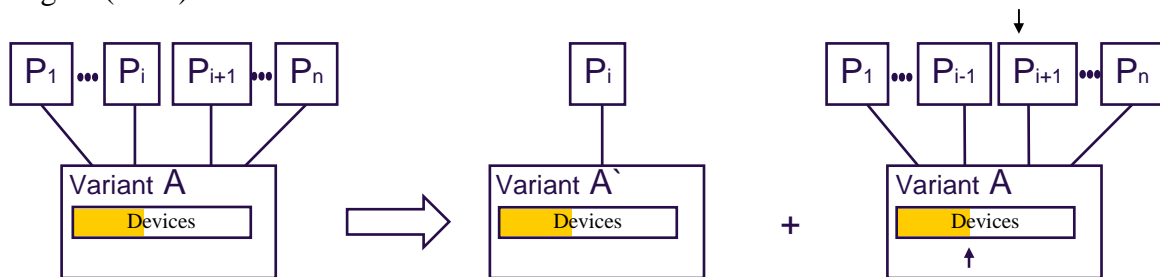 P1 ••• Pi Pi+1 ••• Pn
Pi
P1 ••• Pi-1 Pi+1 ••• Pn
Variant A
Devices
Variant A`
Devices
+
Variant A
Devices